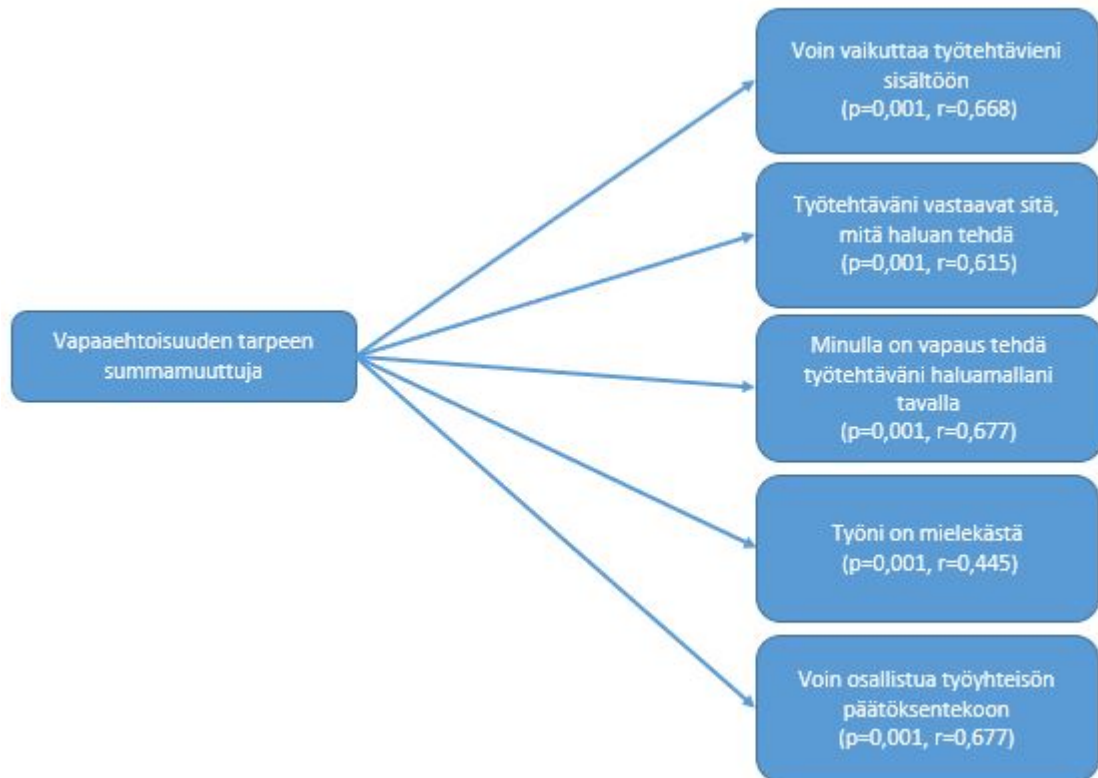 Voin vaikuttaa työtehtävieni
sisältöön
(p=0,001, r=0,668)
Työtehtäväni vastaavat sitä,
mitä haluan tehdä
(p=0,001, r=0,615)
Vapaaehtoisuuden tarpeen
summamuuttuja
Minulla on vapaus tehdä
työtehtäväni haluamallani
tavalla
(p=0,001, r=0,677)
Työni on mielekästä
(p=0,001, r=0,445)
Voin osallistua työyhteisön
päätöksentekoon
(p=0,001, r=0,677)